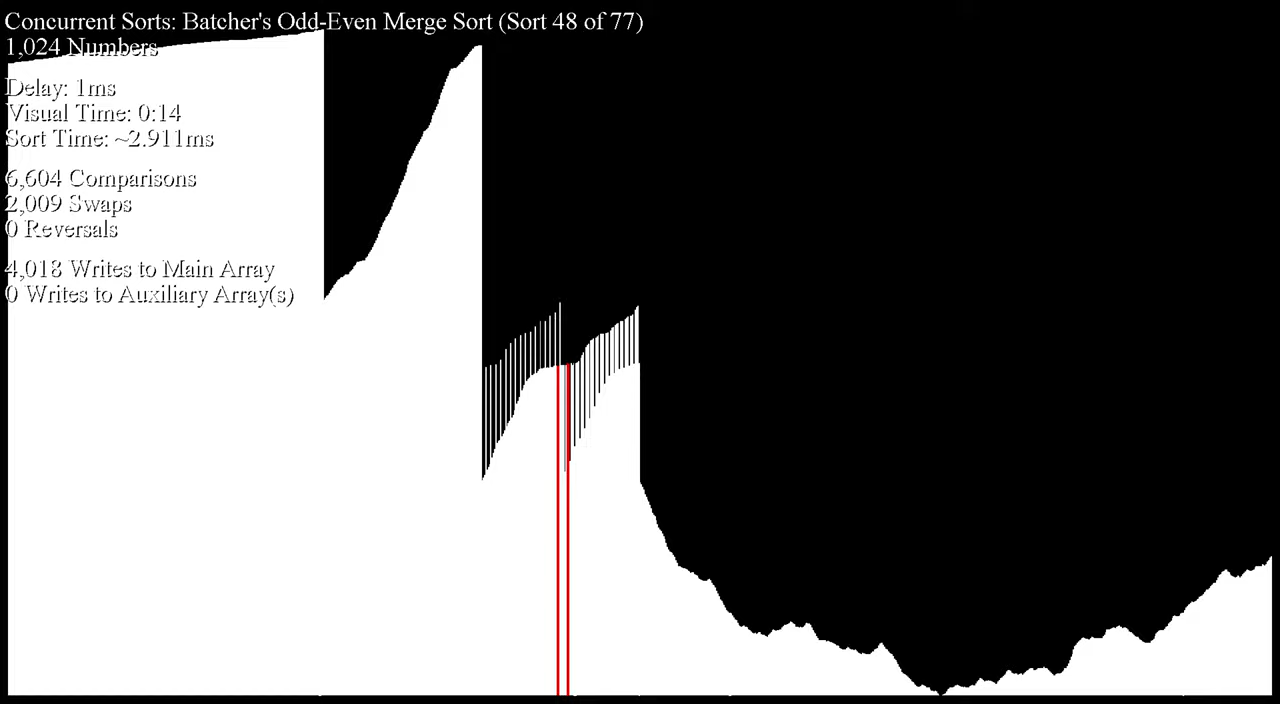 Concurrent Sorts: Batcher's Odd-Even Merge Sort (Sort 48 of 77)
1,024 Numbers
Delay: 1ms
Visual Time: 0:14
Sort Time: ~2.911ms
6,604 Comparisons
2,009 Swaps
0 Reversals
4,018 Writes to Main Array
0 Writes to Auxiliary Array(s)